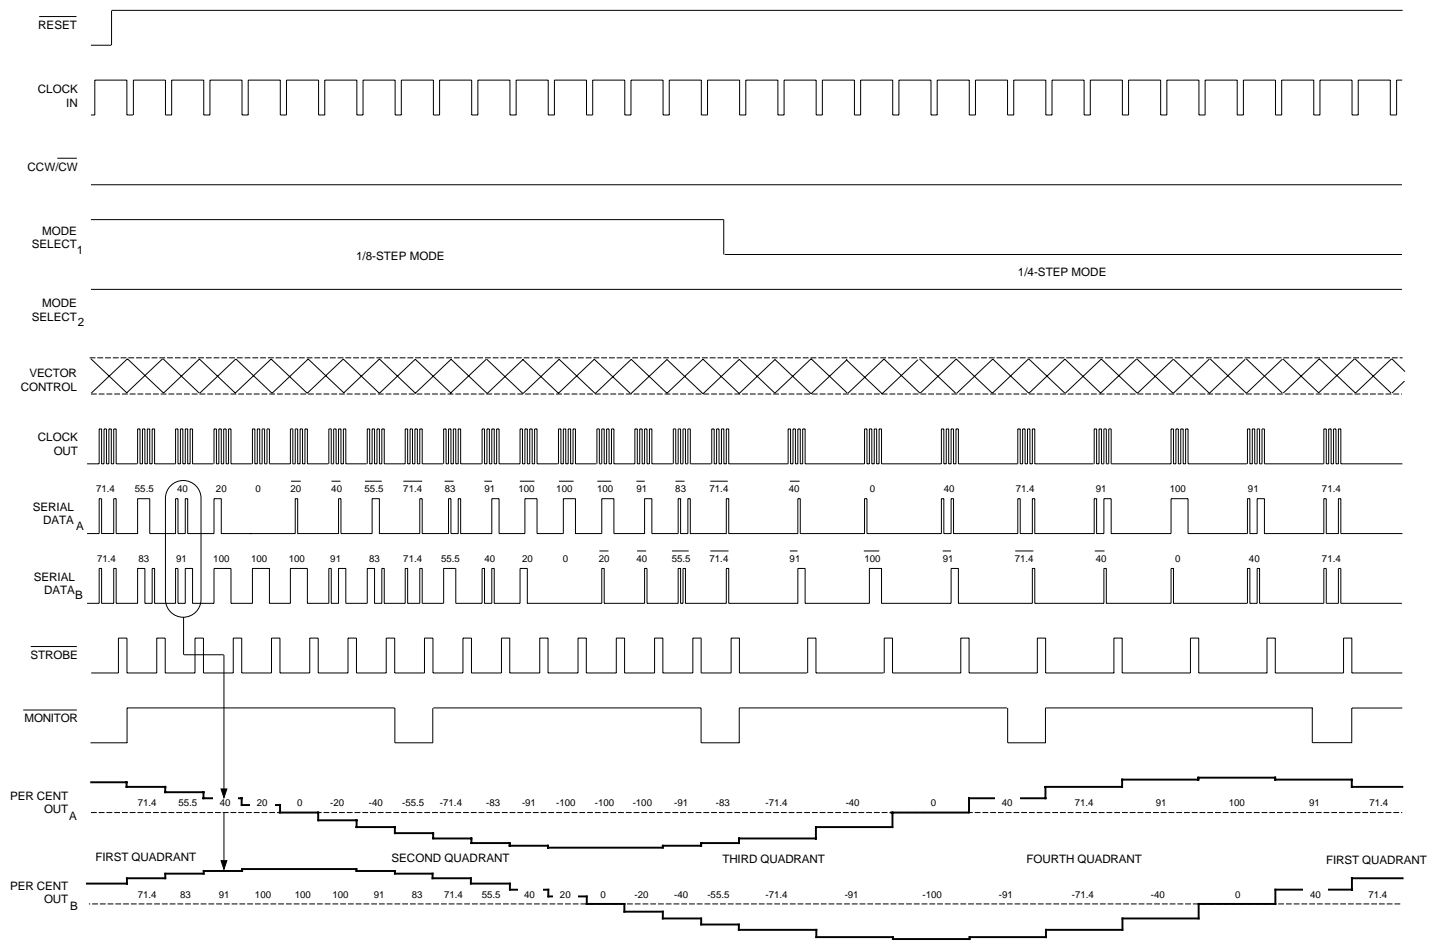 RESET
CLOCK
IN
CCW/CW
MODE
SELECT1
1/8-STEP MODE
1/4-STEP MODE
MODE
SELECT2
VECTOR
CONTROL
CLOCK
OUT
71.4 55.5 40 20 0 20 40 55.5 71.4 83 91 100 100 100 91 83 71.4 40 0 40 71.4 91 100 91 71.4
SERIAL
DATA A
71.4 83 91 100 100 100 91 83 71.4 55.5 40 20 0 20 40 55.5 71.4 91 100 91 71.4 40 0 40 71.4
SERIAL
DATA B
STROBE
MONITOR
PER CENT
OUT A
71.4 55.5 40 20 0 -20 -40 -55.5 -71.4 -83 -91 -100 -100 -100 -91 -83 -71.4 -40 0 40 71.4 91 100 91 71.4
FIRST QUADRANT SECOND QUADRANT THIRD QUADRANT FOURTH QUADRANT FIRST QUADRANT
PER CENT
OUT B
71.4 83 91 100 100 100 91 83 71.4 55.5 40 20 0 -20 -40 -55.5 -71.4 -91 -100 -91 -71.4 -40 0 40 71.4